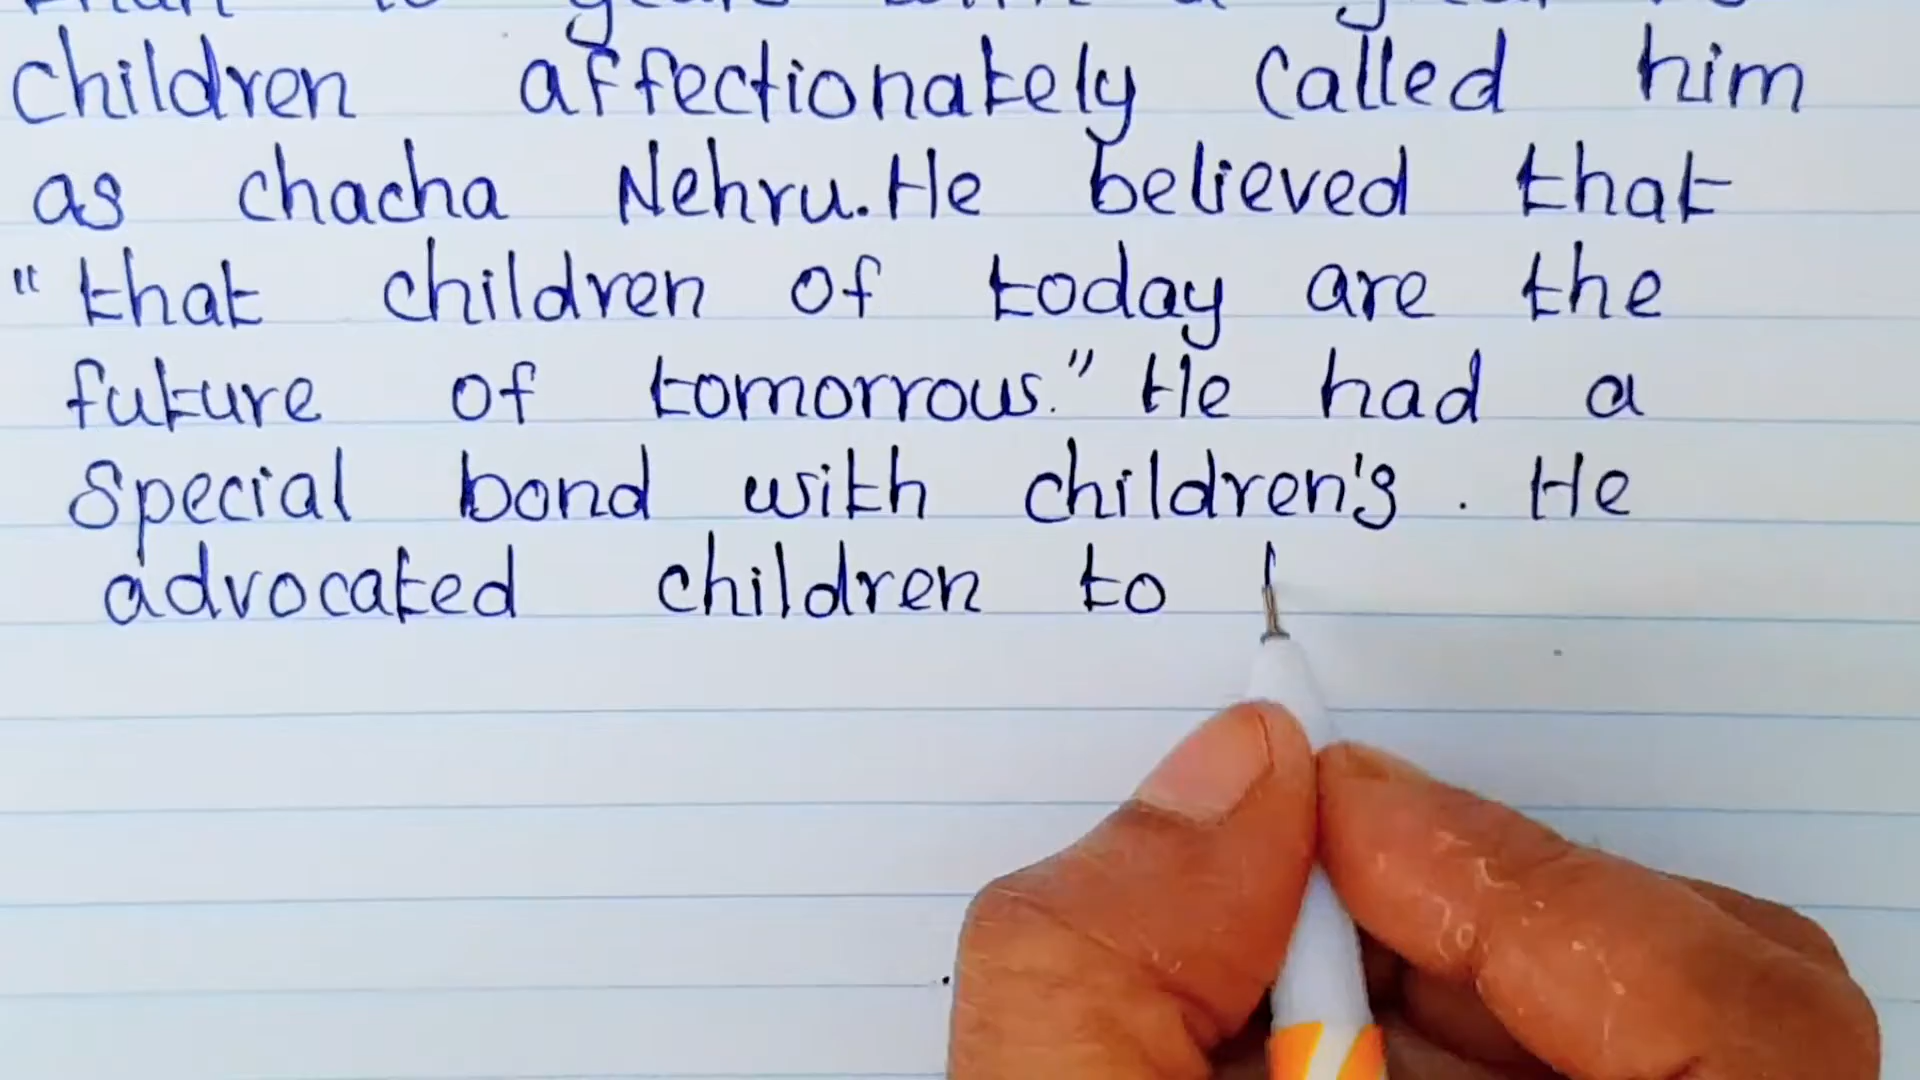 children affectionately called him
as chacha Nehru. He believed that
"that children of today are the
future of tomorrous." He had a
special bond with children's. He
advocated children to